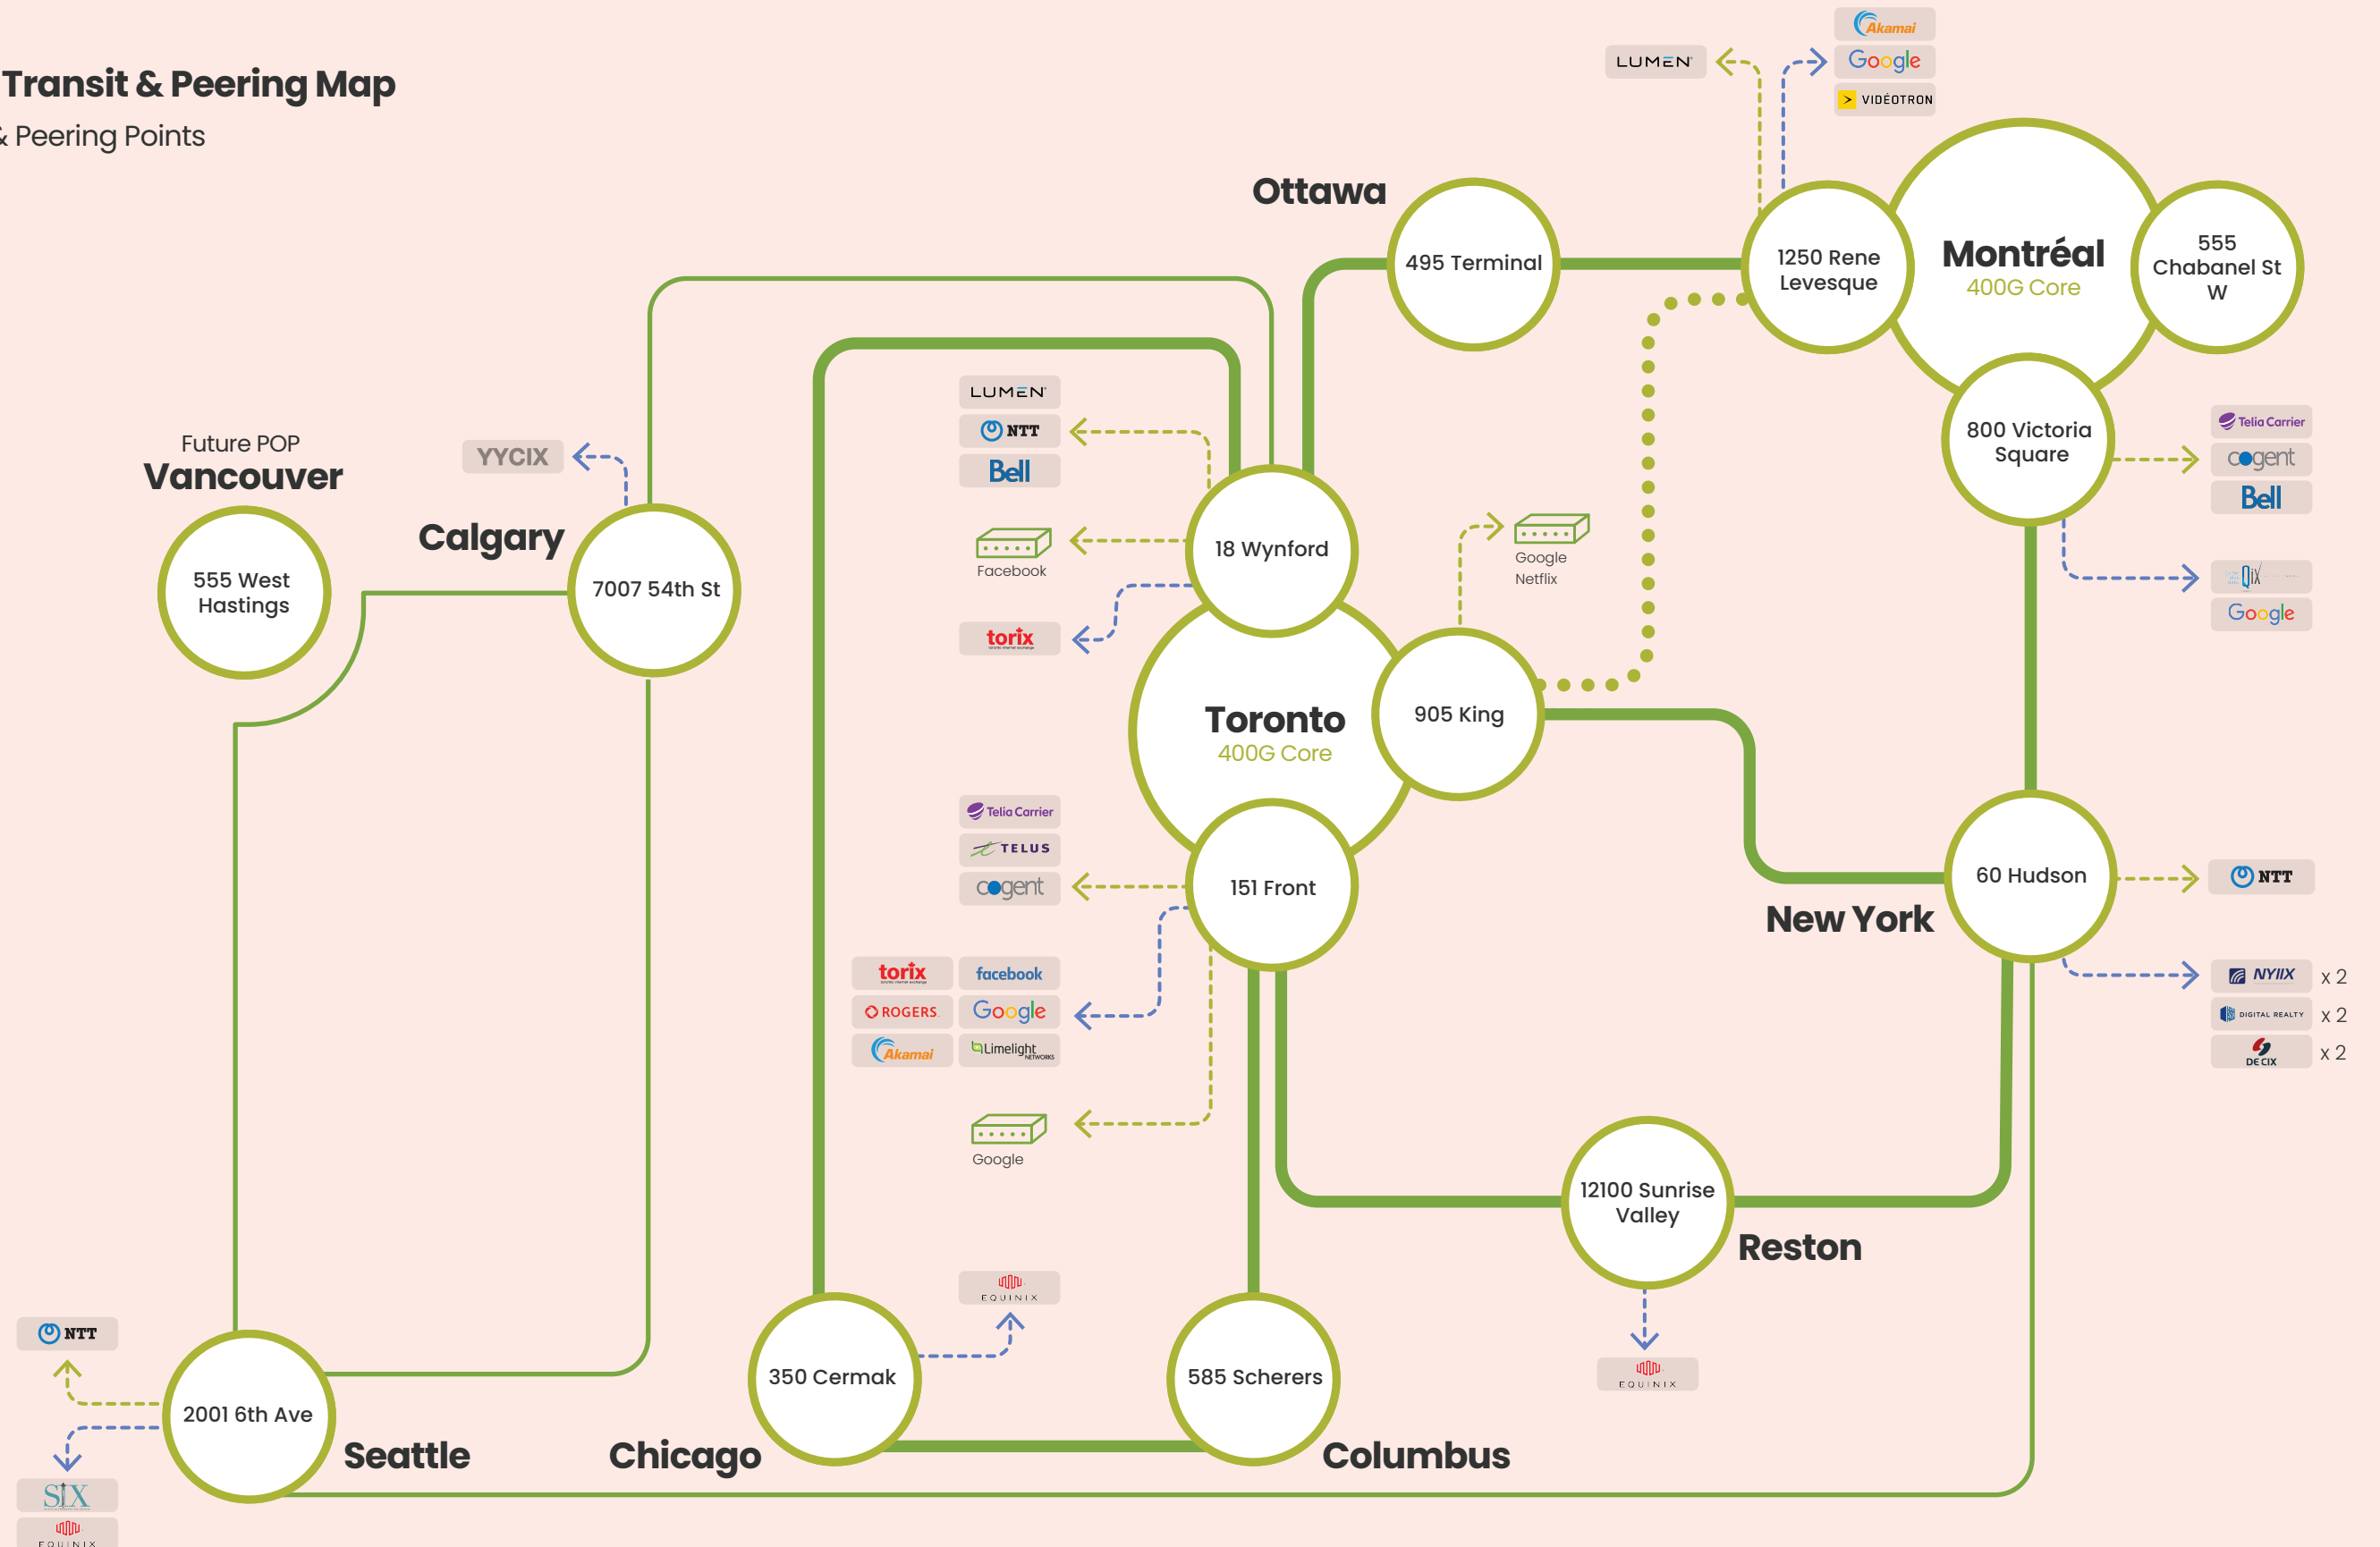 Transit & Peering Map
& Peering Points
Akamai
LUMEN
Google
VIDÉOTRON
Ottawa
495 Terminal
1250 Rene
Levesque
Montréal
400G Core
555
Chabanel St
W
LUMEN
NTT
Bell
800 Victoria
Square
Telia Carrier
cogent
Bell
Future POP
Vancouver
555 West
Hastings
YYCIX
Calgary
7007 54th St
18 Wynford
Facebook
Google
Netflix
QiX
Google
torix
Toronto
400G Core
905 King
Telia Carrier
TELUS
cogent
151 Front
60 Hudson
New York
NTT
torix
facebook
ROGERS
Google
Akamai
Limelight
NETWORKS
NYIIX x 2
DIGITAL REALTY x 2
DE CIX x 2
Google
12100 Sunrise
Valley
Reston
EQUINIX
EQUINIX
NTT
2001 6th Ave
Seattle
350 Cermak
Chicago
585 Scherers
Columbus
SIX
EQUINIX